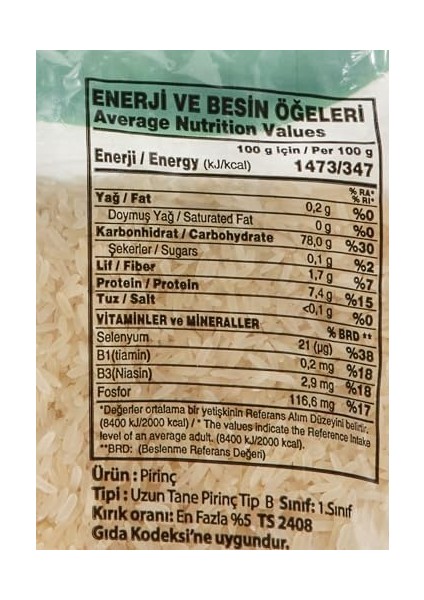 ENERJİ VE BESİN ÖĞELERİ
Average Nutrition Values
100 g için / Per 100 g
Enerji / Energy (kJ/kcal) 1473/347
% RA*
% RI*
Yağ / Fat 0,2 g %0
Doymuş Yağ / Saturated Fat 0 g %0
Karbonhidrat / Carbohydrate 78,0 g %30
Şekerler / Sugars 0,1 g %2
Lif / Fiber 1,7 g %7
Protein / Protein 7,4 g %15
Tuz / Salt <0,1 g %0
VİTAMİNLER ve MİNERALLER % BRD **
Selenyum 21 (µg) %38
B1(tiamin) 0,2 mg %18
B3(Niasin) 2,9 mg %18
Fosfor 116,6 mg %17
*Değerler ortalama bir yetişkinin Referans Alım Düzeyini belirtir.
(8400 kJ/2000 kcal) / * The values indicate the Reference Intake
level of an average adult. (8400 kJ/2000 kcal).
**BRD: (Beslenme Referans Değeri)
Ürün : Pirinç
Tipi : Uzun Tane Pirinç Tip B Sınıf: 1.Sınıf
Kırık oranı: En Fazla %5 TS 2408
Gıda Kodeksi'ne uygundur.